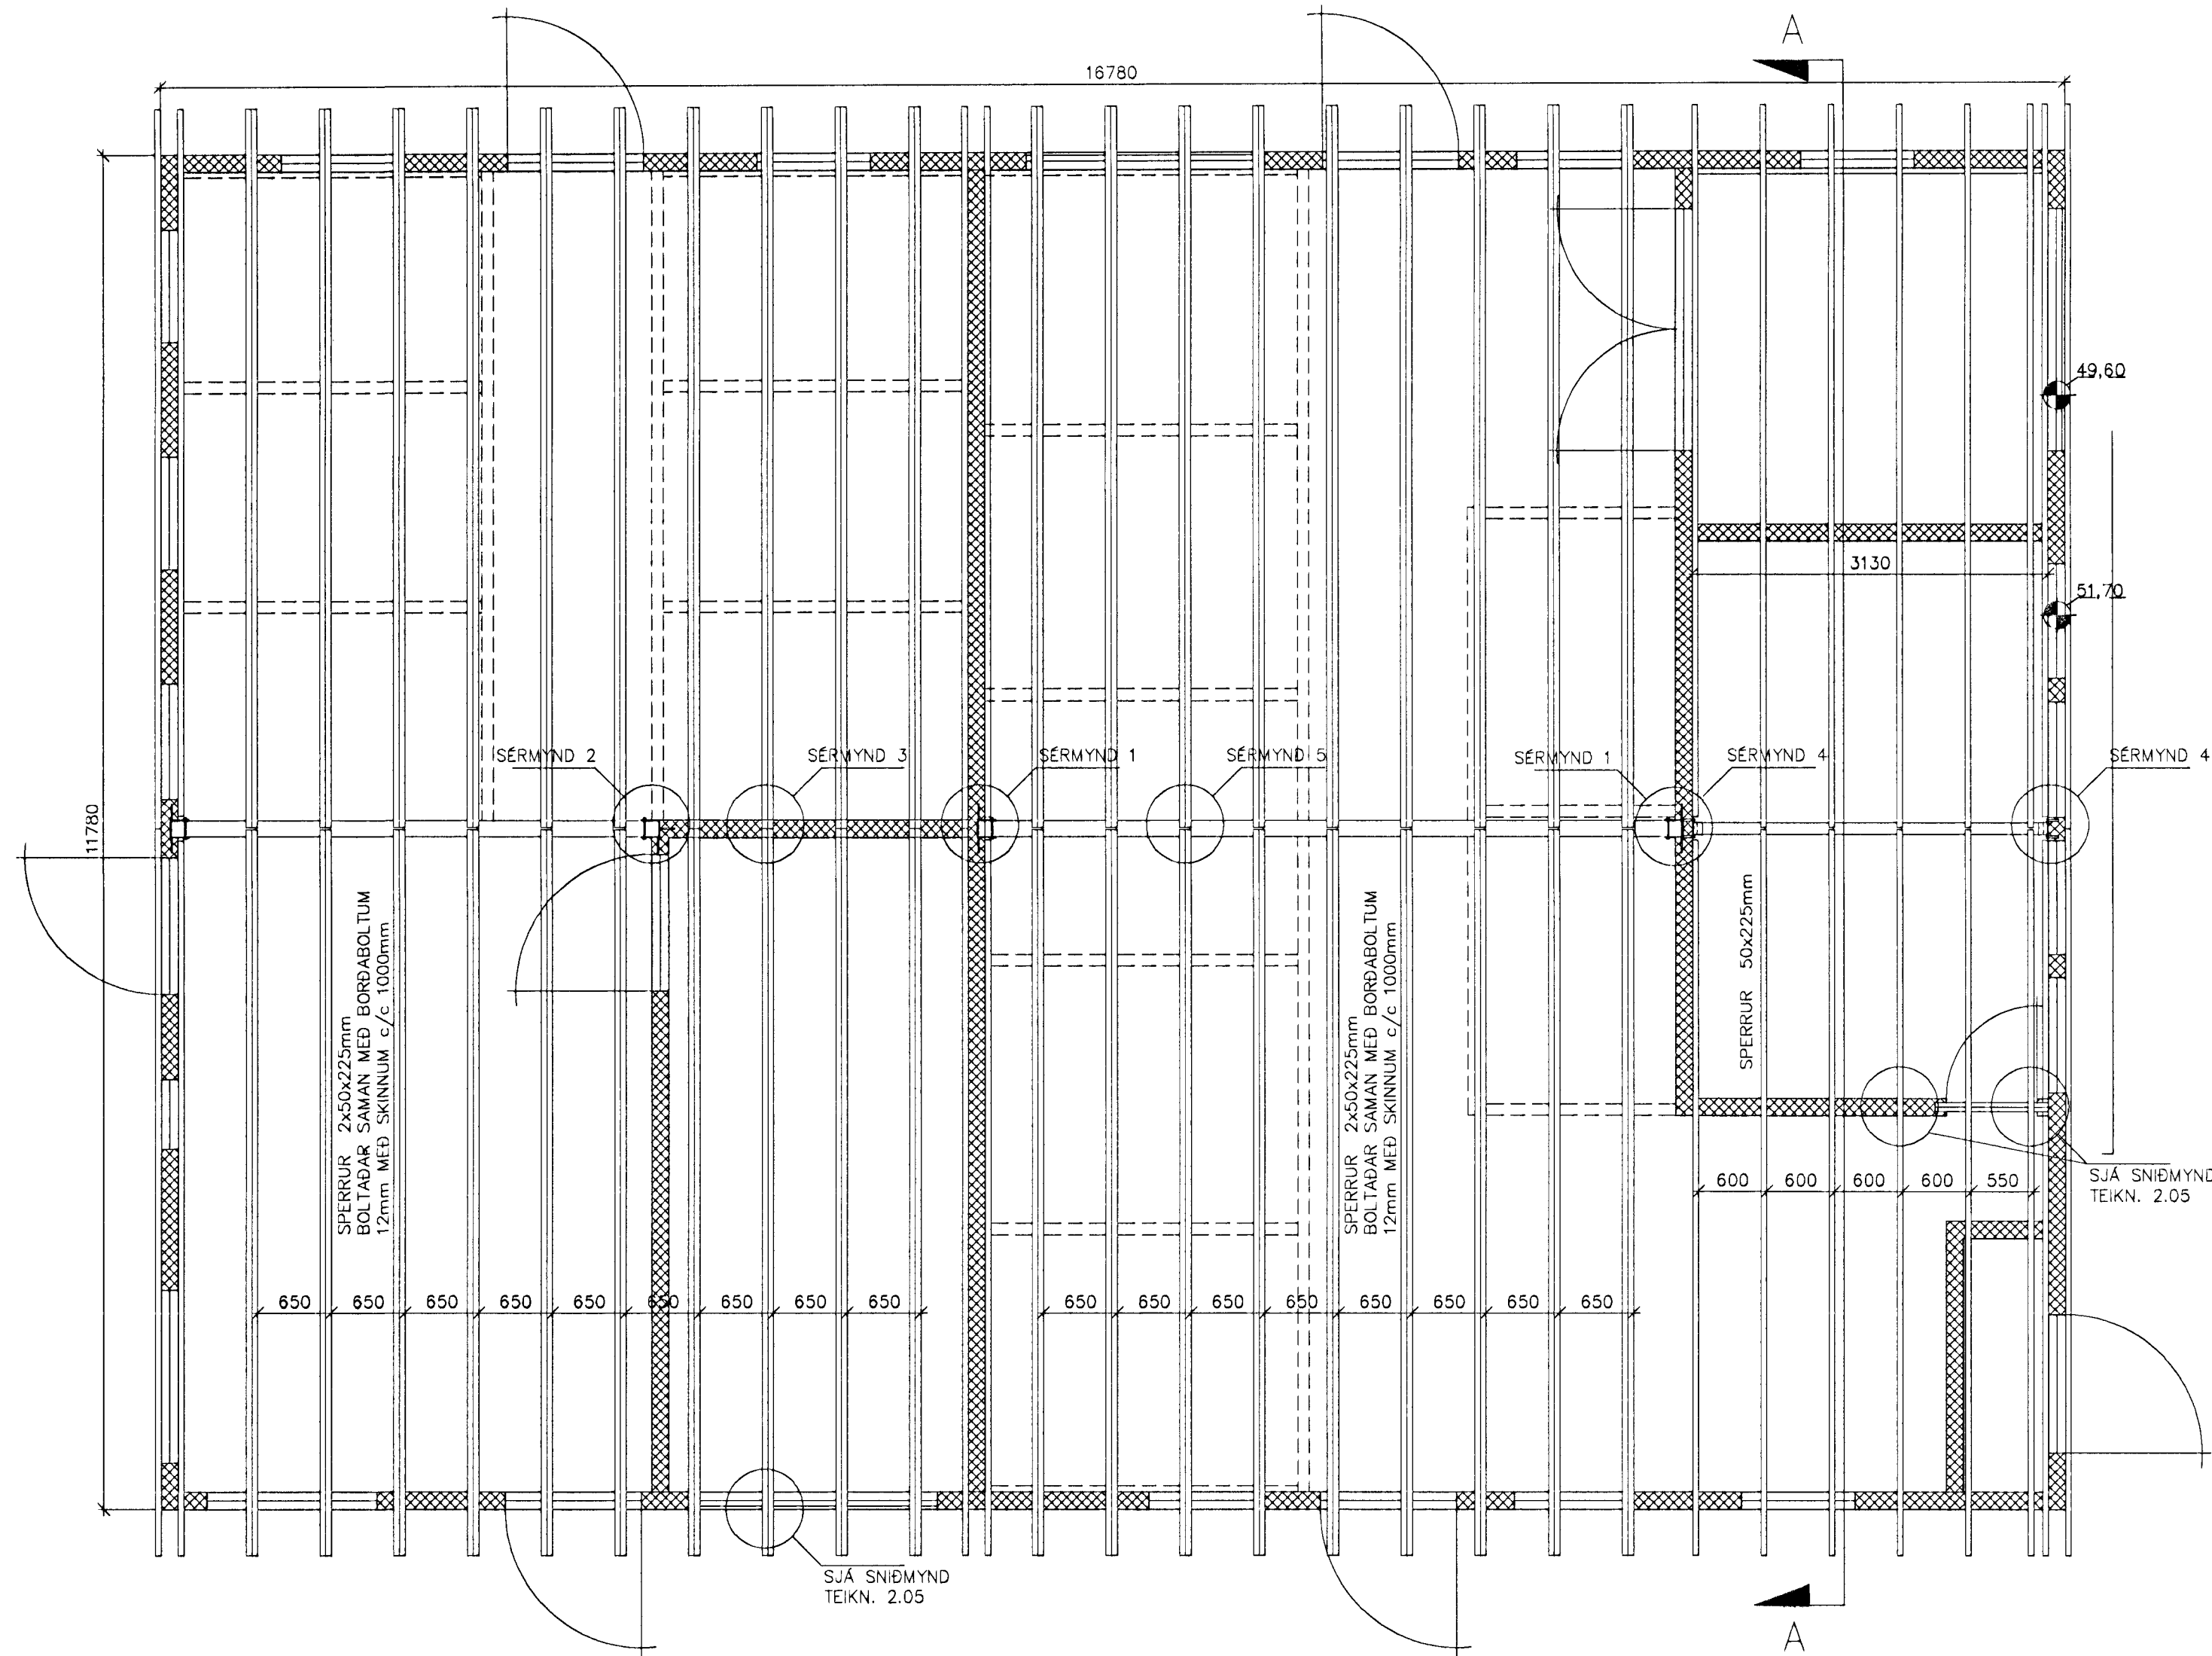 A
16780
49,60
3130
51,70
SÉRMYND 2
SÉRMYND 3
SÉRMYND 1
SÉRMYND 5
SÉRMYND 1
SÉRMYND 4
SÉRMYND 4
11780
SPERRUR 2x50x225mm
BOLTAÐAR SAMAN MEÐ BORÐABOLTUM
12mm MEÐ SKINNUM c/c 1000mm
SPERRUR 2x50x225mm
BOLTAÐAR SAMAN MEÐ BORÐABOLTUM
12mm MEÐ SKINNUM c/c 1000mm
SPERRUR 50x225mm
600 600 600 600 550
SJÁ SNIÐMYND
TEIKN. 2.05
650 650 650 650 650 650 650 650 650
650 650 650 650 650 650 650 650
SJÁ SNIÐMYND
TEIKN. 2.05
A